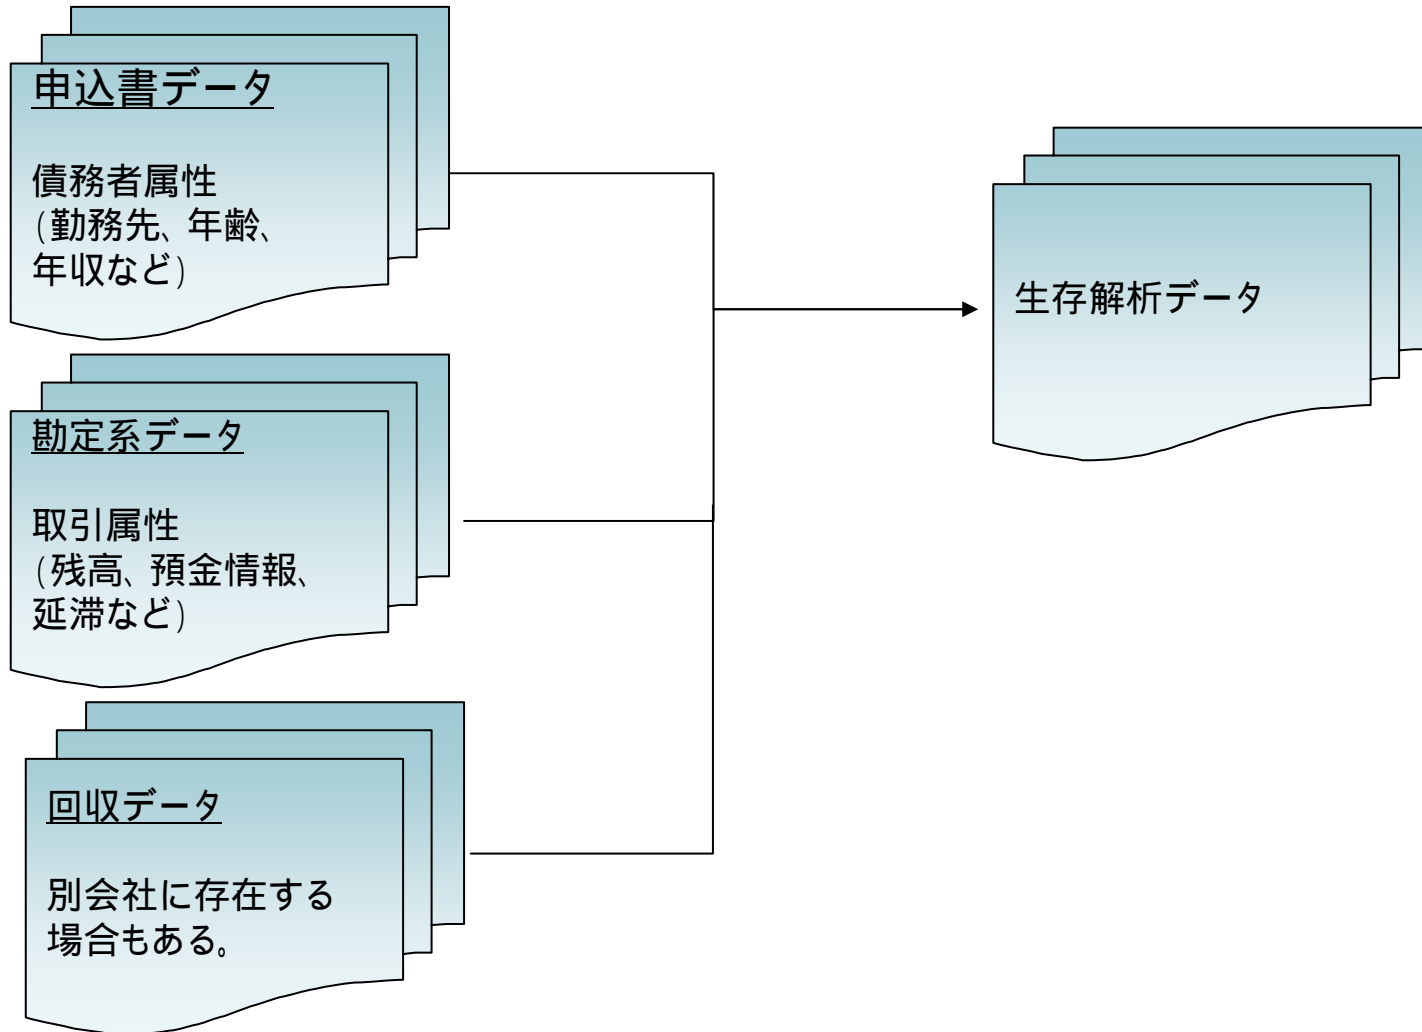 申込書データ
債務者属性
(勤務先、年齢、
年収など)
勘定系データ
取引属性
(残高、預金情報、
延滞など)
回収データ
別会社に存在する
場合もある。
生存解析データ